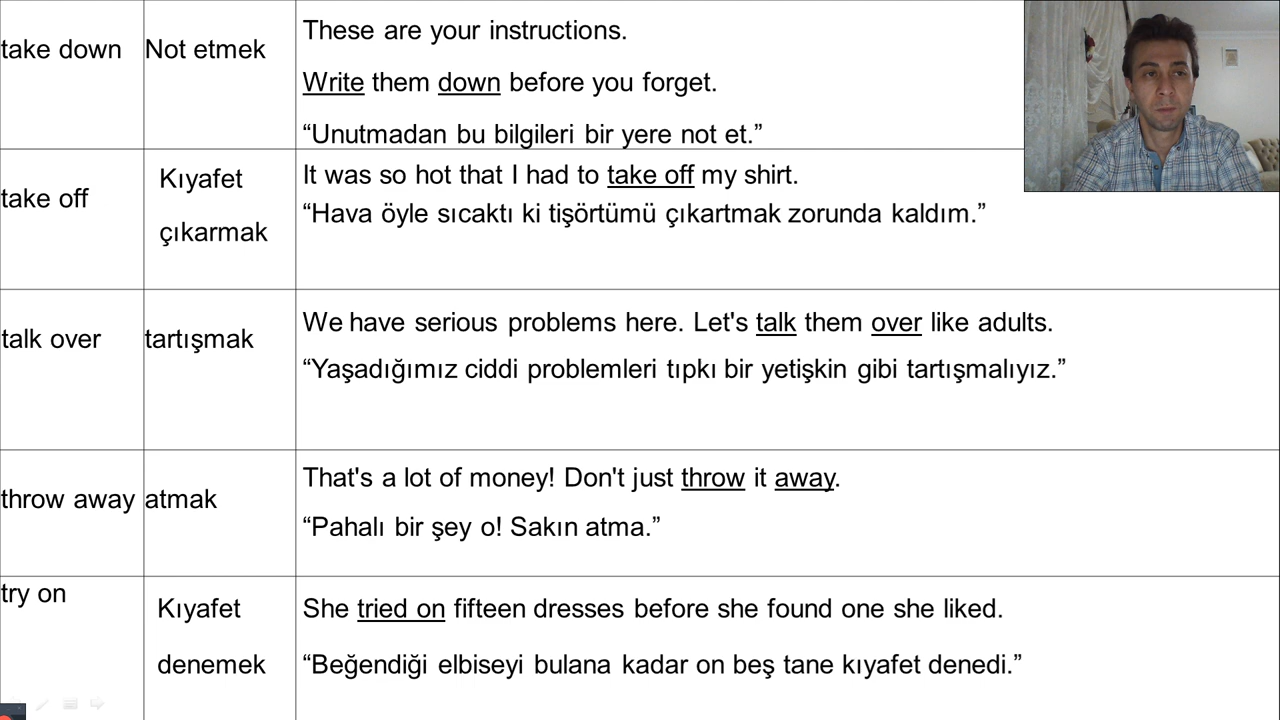 take down
Not etmek
These are your instructions.
Write them down before you forget.
“Unutmadan bu bilgileri bir yere not et.”
take off
Kıyafet
çıkarmak
It was so hot that I had to take off my shirt.
“Hava öyle sıcaktı ki tişörtümü çıkartmak zorunda kaldım.”
talk over
tartışmak
We have serious problems here. Let's talk them over like adults.
“Yaşadığımız ciddi problemleri tıpkı bir yetişkin gibi tartışmalıyız.”
throw away
atmak
That's a lot of money! Don't just throw it away.
“Pahalı bir şey o! Sakın atma.”
try on
Kıyafet
denemek
She tried on fifteen dresses before she found one she liked.
“Beğendiği elbiseyi bulana kadar on beş tane kıyafet denedi.”